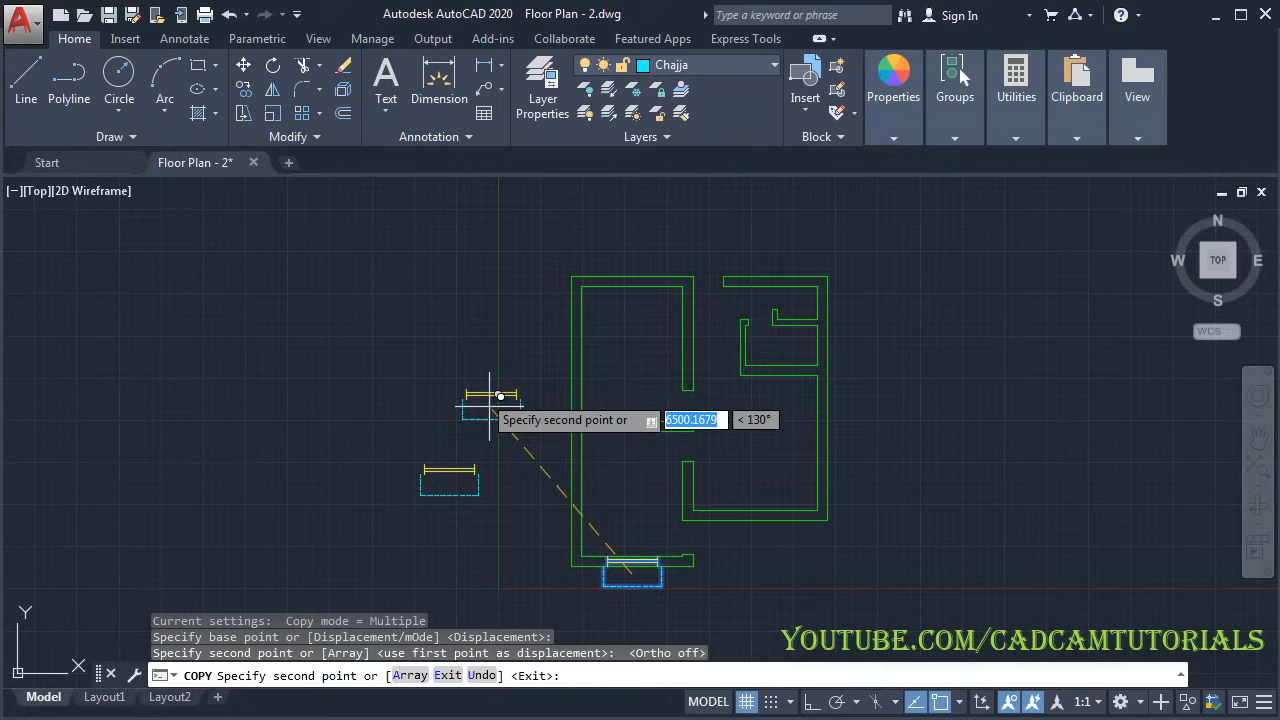 Autodesk AutoCAD 2020 Floor Plan - 2.dwg
Type a keyword or phrase
Sign In
Home Insert Annotate Parametric View Manage Output Add-ins Collaborate Featured Apps Express Tools
Chajja
Line Polyline Circle Arc
Text Dimension
Layer Properties
Insert
Properties Groups Utilities Clipboard View
Draw Modify Annotation Layers Block
Start Floor Plan - 2*
[−][Top][2D Wireframe]
N
W TOP E
S
WCS
Specify second point or 6500.1679 < 130°
Y
X
Current settings: Copy mode = Multiple
Specify base point or [Displacement/mOde] <Displacement>:
Specify second point or [Array] <use first point as displacement>: <Ortho off>
COPY Specify second point or [Array Exit Undo] <Exit>:
Youtube.com/cadcamtutorials
Model Layout1 Layout2
MODEL 1:1